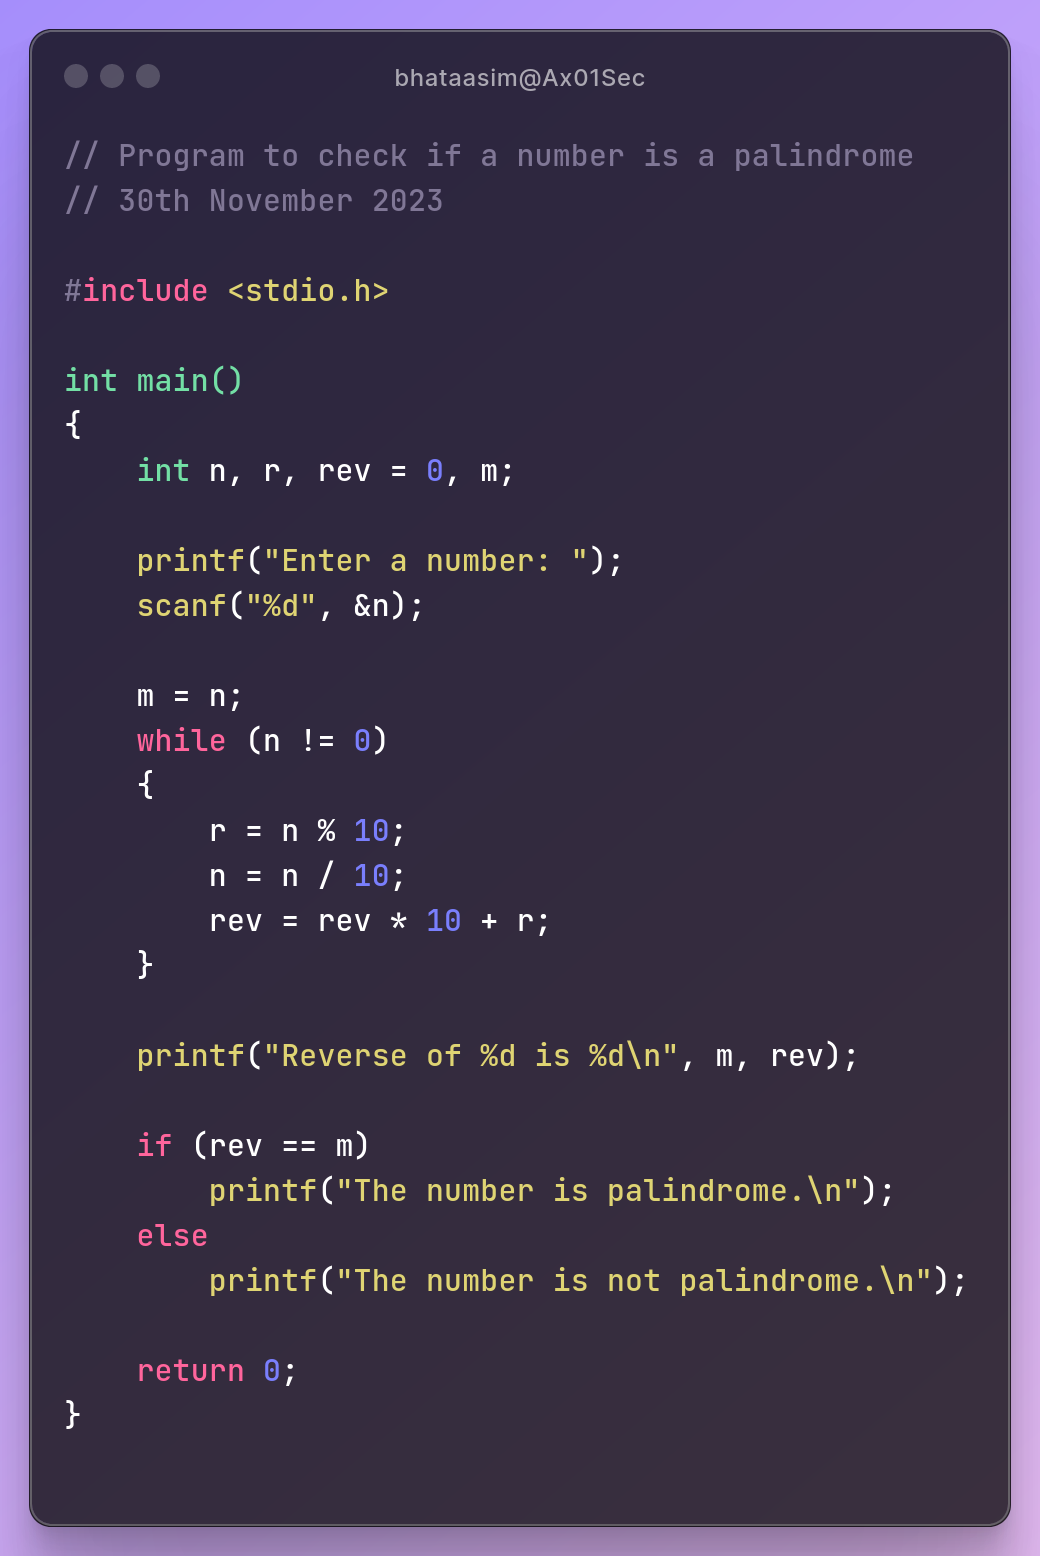 bhataasim@Ax01Sec
// Program to check if a number is a palindrome
// 30th November 2023

#include <stdio.h>

int main()
{
    int n, r, rev = 0, m;

    printf("Enter a number: ");
    scanf("%d", &n);

    m = n;
    while (n != 0)
    {
        r = n % 10;
        n = n / 10;
        rev = rev * 10 + r;
    }

    printf("Reverse of %d is %d\n", m, rev);

    if (rev == m)
        printf("The number is palindrome.\n");
    else
        printf("The number is not palindrome.\n");

    return 0;
}